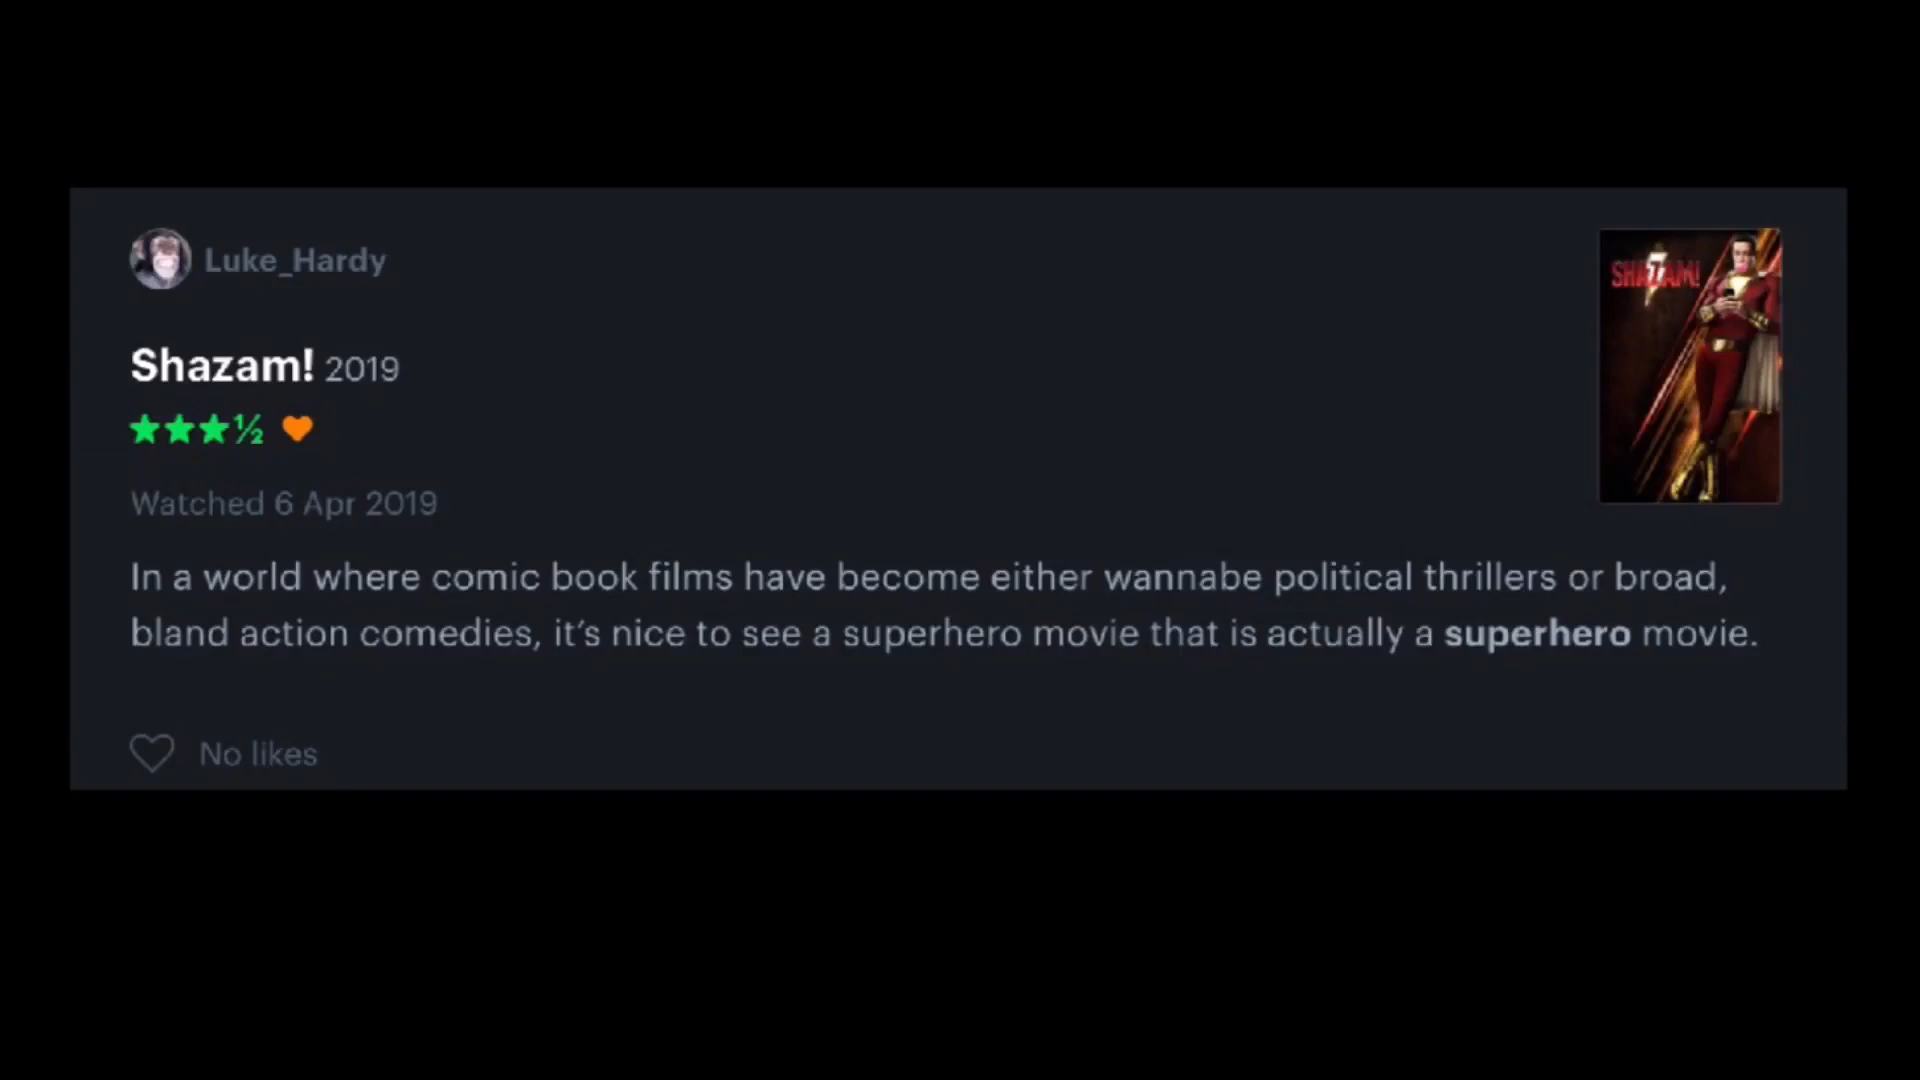 Luke_Hardy
SHAZAM!
Shazam! 2019
★★★½
Watched 6 Apr 2019
In a world where comic book films have become either wannabe political thrillers or broad,
bland action comedies, it’s nice to see a superhero movie that is actually a superhero movie.
No likes